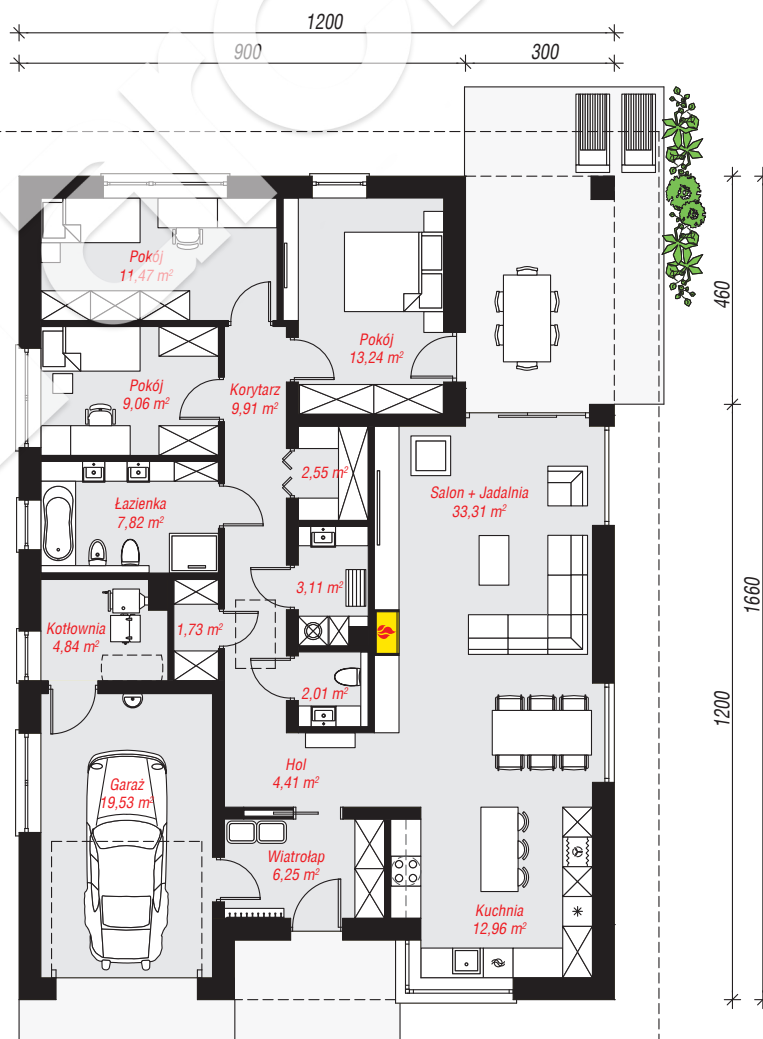 1200
900
300
Pokój
11,47 m²
460
Pokój
13,24 m²
Pokój
9,06 m²
Korytarz
9,91 m²
2,55 m²
Salon + Jadalnia
33,31 m²
Łazienka
7,82 m²
3,11 m²
1660
Kotłownia
4,84 m²
1,73 m²
2,01 m²
1200
Hol
4,41 m²
Garaż
19,53 m²
Wiatrołap
6,25 m²
Kuchnia
12,96 m²